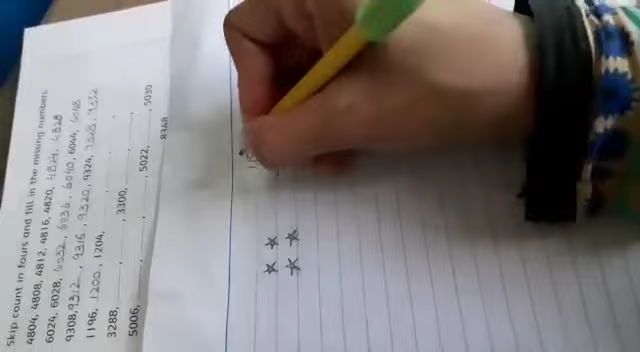 Skip count in fours and fill in the missing numbers
4804, 4808, 4812, 4816, 4820, 4824, 4828
6024, 6028, 6032, 6036, 6040, 6044, 6048
9308, 9312, 9316, 9320, 9324, 9328, 9332
1196, 1200, 1204,
3288, , , 3300, , ,
5006, , , , 5022, , 5030